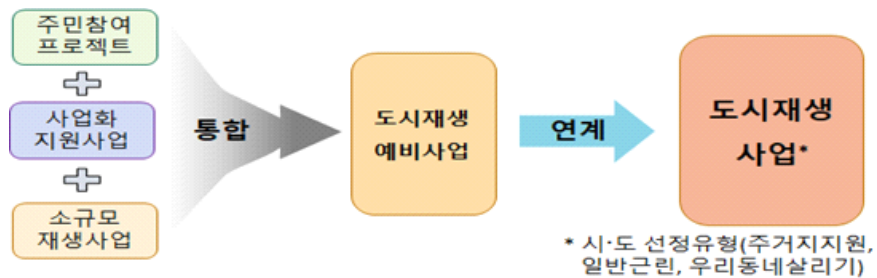 주민참여
프로젝트
사업화
지원사업
소규모
재생사업
통합
도시재생
예비사업
연계
도시재생
사업*
* 시·도 선정유형(주거지지원,
일반근린, 우리동네살리기)